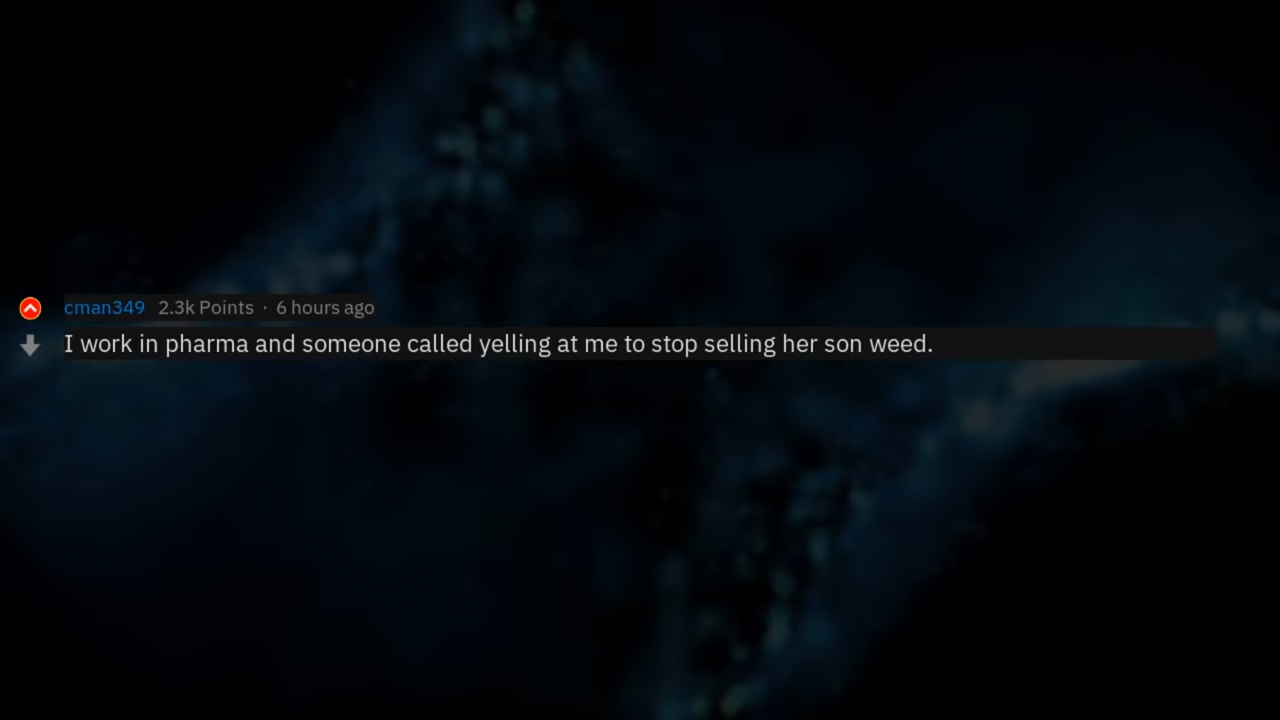 cman349 2.3k Points · 6 hours ago
I work in pharma and someone called yelling at me to stop selling her son weed.